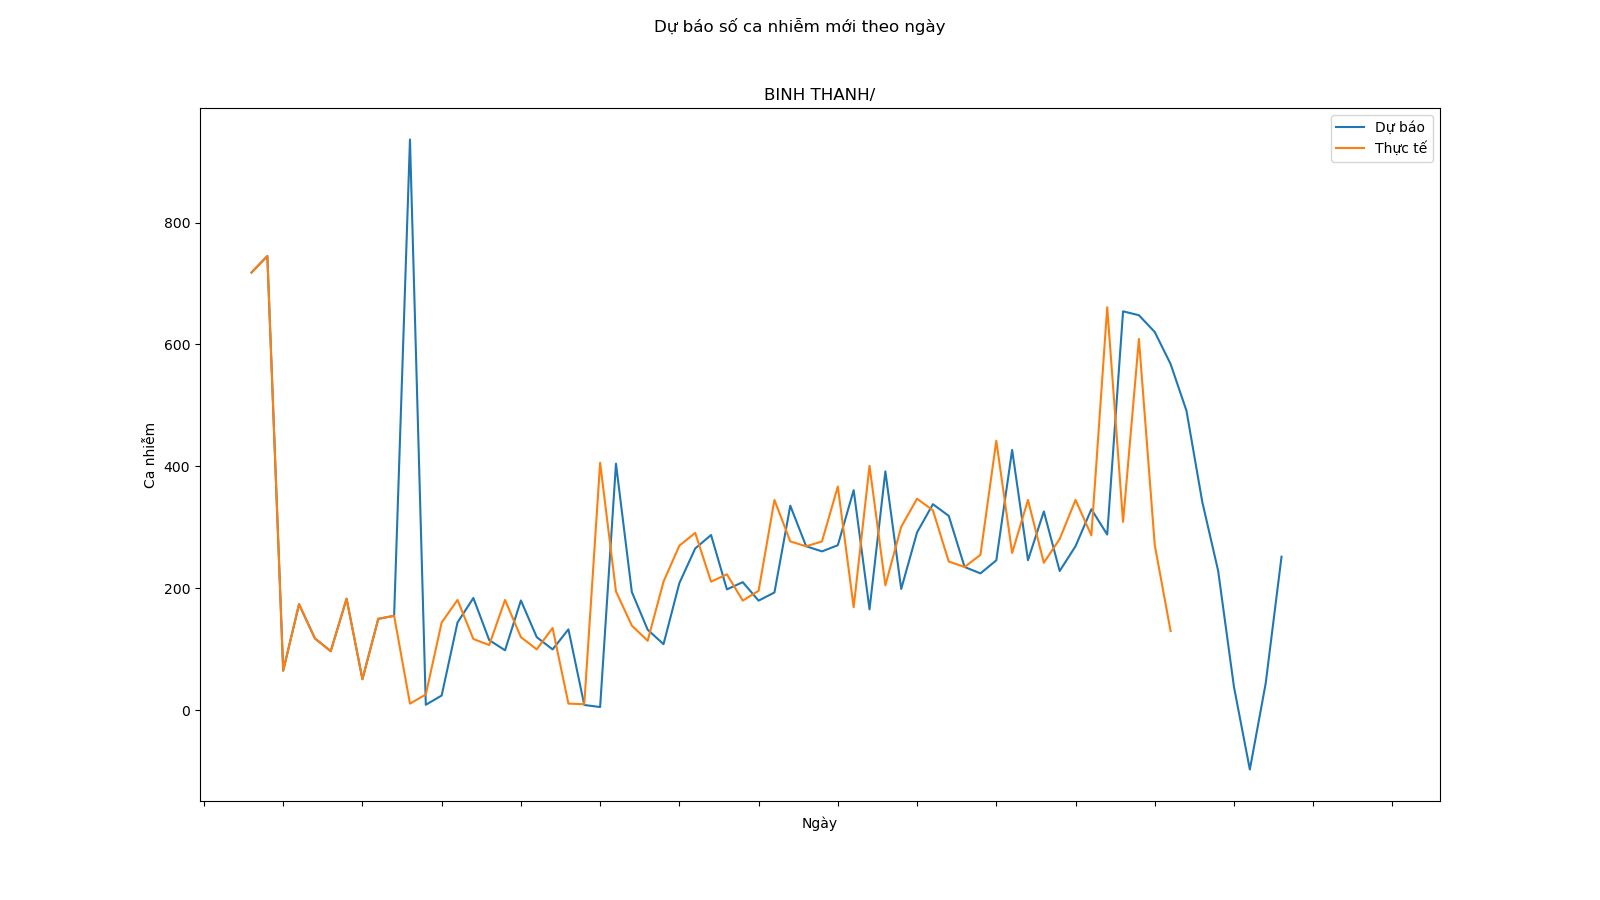 Dự báo số ca nhiễm mới theo ngày
BINH THANH/
Dự báo
Thực tế
800
600
400
200
0
Ca nhiễm
Ngày